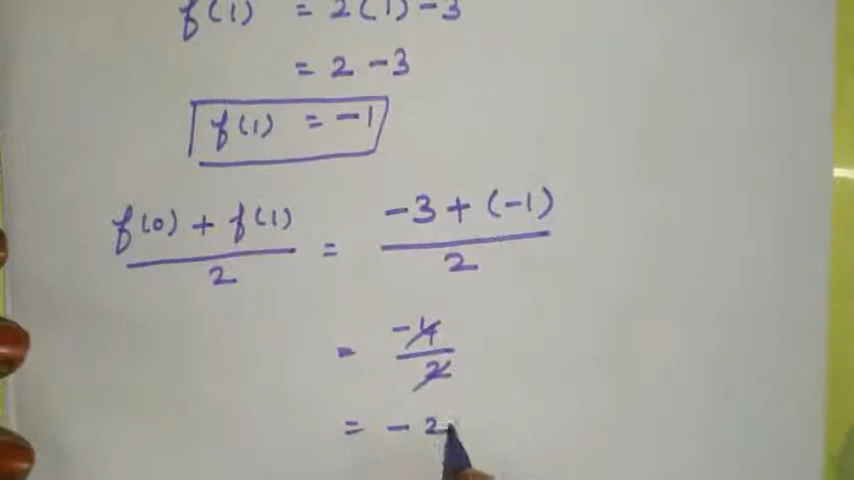 f(1) = 2(1) - 3
= 2 - 3
f(1) = -1
f(0) + f(1) / 2 = -3 + (-1) / 2
= -4 / 2
= - 2